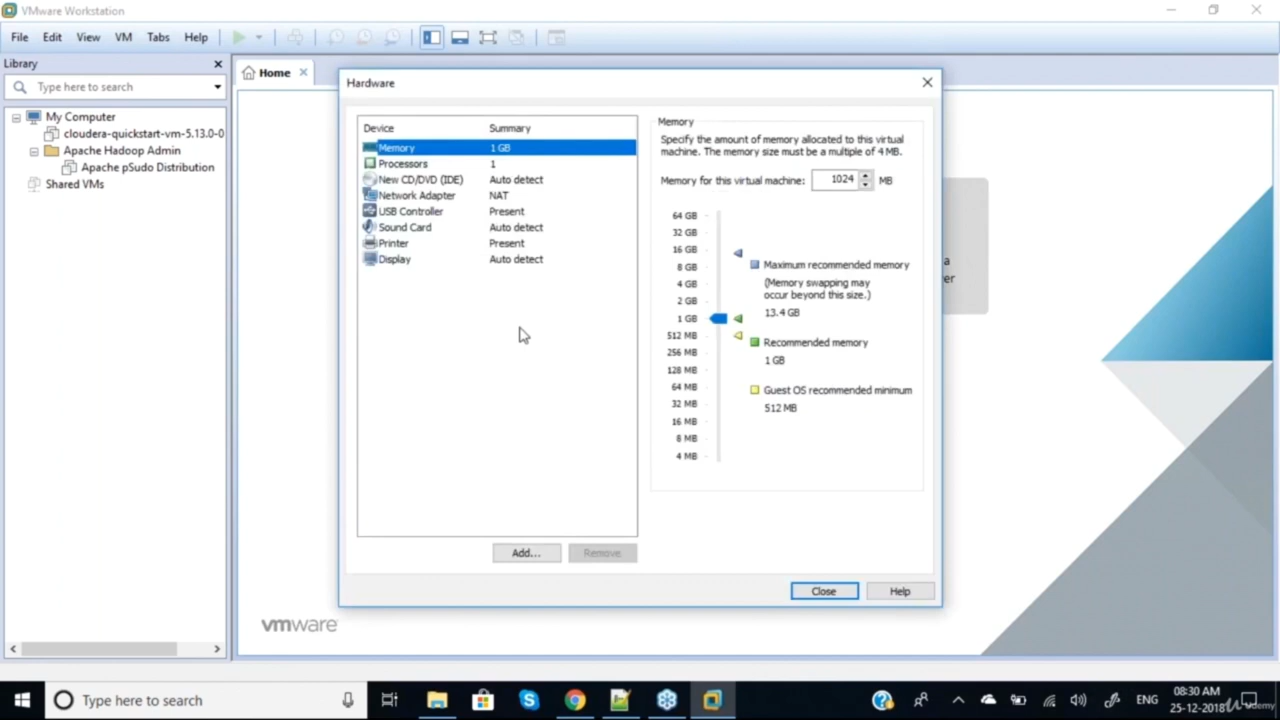 VMware Workstation
File Edit View VM Tabs Help
Library
Type here to search
My Computer
cloudera-quickstart-vm-5.13.0-0
Apache Hadoop Admin
Apache pSudo Distribution
Shared VMs
Home
Hardware
Device Summary
Memory 1 GB
Processors 1
New CD/DVD (IDE) Auto detect
Network Adapter NAT
USB Controller Present
Sound Card Auto detect
Printer Present
Display Auto detect
Add...
Remove
Memory
Specify the amount of memory allocated to this virtual
machine. The memory size must be a multiple of 4 MB.
Memory for this virtual machine: 1024 MB
64 GB
32 GB
16 GB
8 GB
4 GB
2 GB
1 GB
512 MB
256 MB
128 MB
64 MB
32 MB
16 MB
8 MB
4 MB
Maximum recommended memory
(Memory swapping may
occur beyond this size.)
13.4 GB
Recommended memory
1 GB
Guest OS recommended minimum
512 MB
Close
Help
a
er
vmware
Type here to search
ENG
08:30 AM
25-12-2018
Udemy